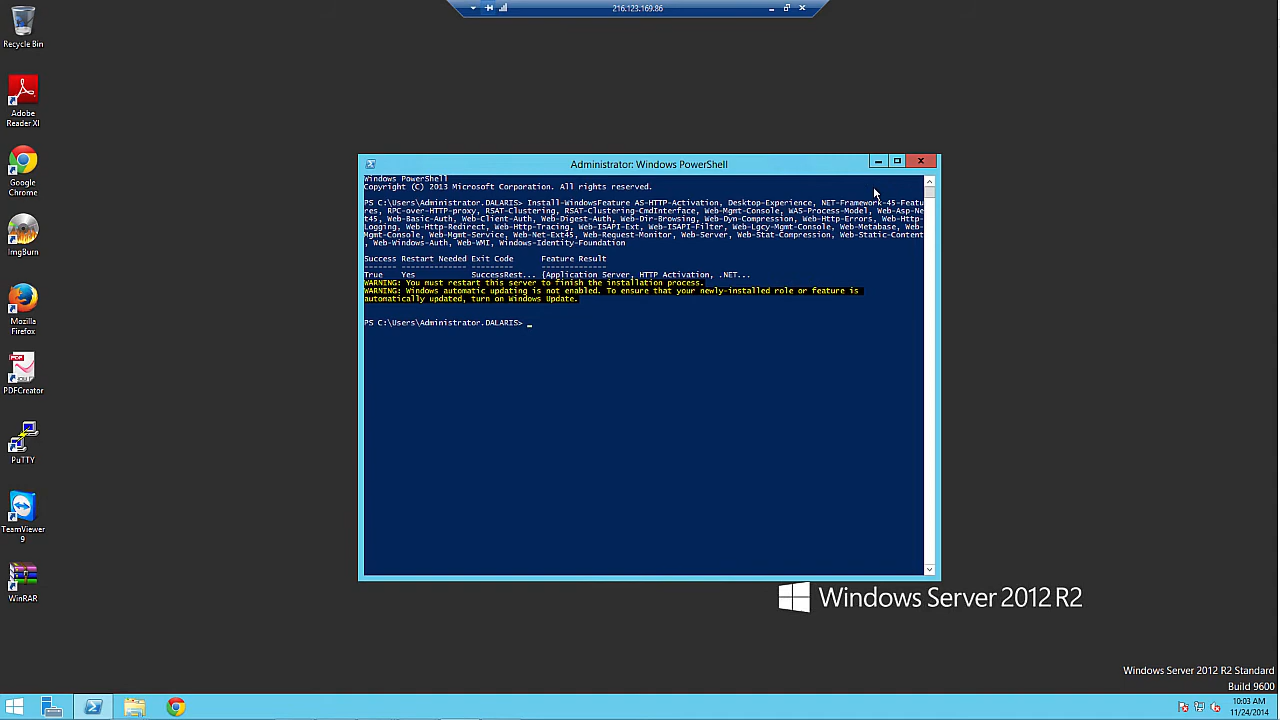 216.123.169.86
Recycle Bin
Adobe
Reader XI
Google
Chrome
ImgBurn
Mozilla
Firefox
PDFCreator
PuTTY
TeamViewer
9
WinRAR
Administrator: Windows PowerShell
Windows PowerShell
Copyright (C) 2013 Microsoft Corporation. All rights reserved.
PS C:\Users\Administrator.DALARIS> Install-WindowsFeature AS-HTTP-Activation, Desktop-Experience, NET-Framework-45-Featu
res, RPC-over-HTTP-proxy, RSAT-Clustering, RSAT-Clustering-CmdInterface, Web-Mgmt-Console, WAS-Process-Model, Web-Asp-Ne
t45, Web-Basic-Auth, Web-Client-Auth, Web-Digest-Auth, Web-Dir-Browsing, Web-Dyn-Compression, Web-Http-Errors, Web-Http-
Logging, Web-Http-Redirect, Web-Http-Tracing, Web-ISAPI-Ext, Web-ISAPI-Filter, Web-Lgcy-Mgmt-Console, Web-Metabase, Web-
Mgmt-Console, Web-Mgmt-Service, Web-Net-Ext45, Web-Request-Monitor, Web-Server, Web-Stat-Compression, Web-Static-Content
, Web-Windows-Auth, Web-WMI, Windows-Identity-Foundation
Success Restart Needed Exit Code Feature Result
------- -------------- --------- --------------
True Yes SuccessRest... {Application Server, HTTP Activation, .NET...
WARNING: You must restart this server to finish the installation process.
WARNING: Windows automatic updating is not enabled. To ensure that your newly-installed role or feature is
automatically updated, turn on Windows Update.
PS C:\Users\Administrator.DALARIS> _
Windows Server 2012 R2
Windows Server 2012 R2 Standard
Build 9600
10:03 AM
11/24/2014